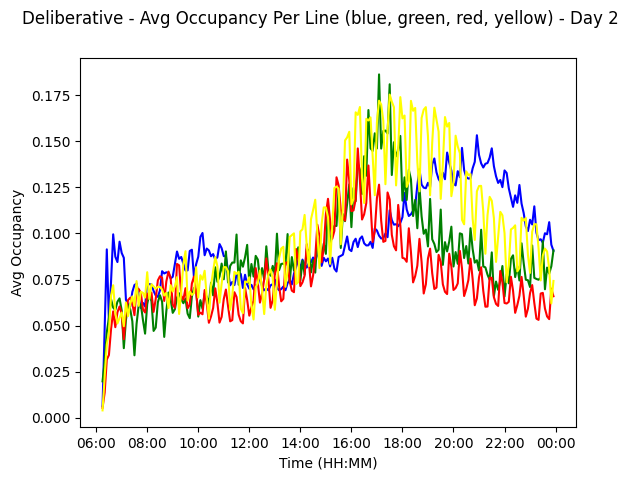 Deliberative - Avg Occupancy Per Line (blue, green, red, yellow) - Day 2
0.175
0.150
0.125
0.100
0.075
0.050
0.025
0.000
Avg Occupancy
06:00 08:00 10:00 12:00 14:00 16:00 18:00 20:00 22:00 00:00
Time (HH:MM)